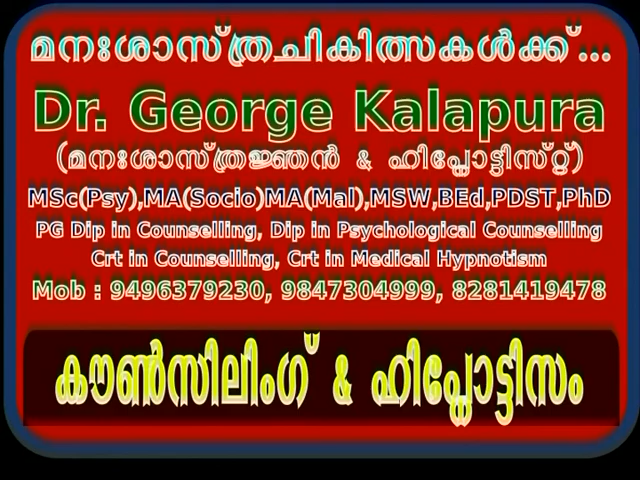 മനഃശാസ്ത്രചികിത്സകൾക്ക്...
Dr. George Kalapura
(മനഃശാസ്ത്രജ്ഞൻ & ഹിപ്നോട്ടിസ്റ്റ്)
MSc(Psy),MA(Socio)MA(Mal),MSW,BEd,PDST,PhD
PG Dip in Counselling, Dip in Psychological Counselling
Crt in Counselling, Crt in Medical Hypnotism
Mob : 9496379230, 9847304999, 8281419478
കൗൺസിലിംഗ് & ഹിപ്നോട്ടിസം